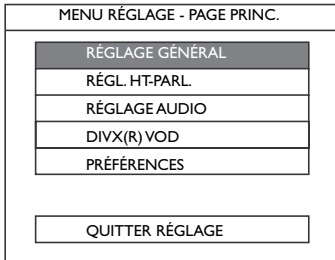 MENU RÉGLAGE - PAGE PRINC.
RÉGLAGE GÉNÉRAL
RÉGL. HT-PARL.
RÉGLAGE AUDIO
DIVX(R) VOD
PRÉFÉRENCES
QUITTER RÉGLAGE